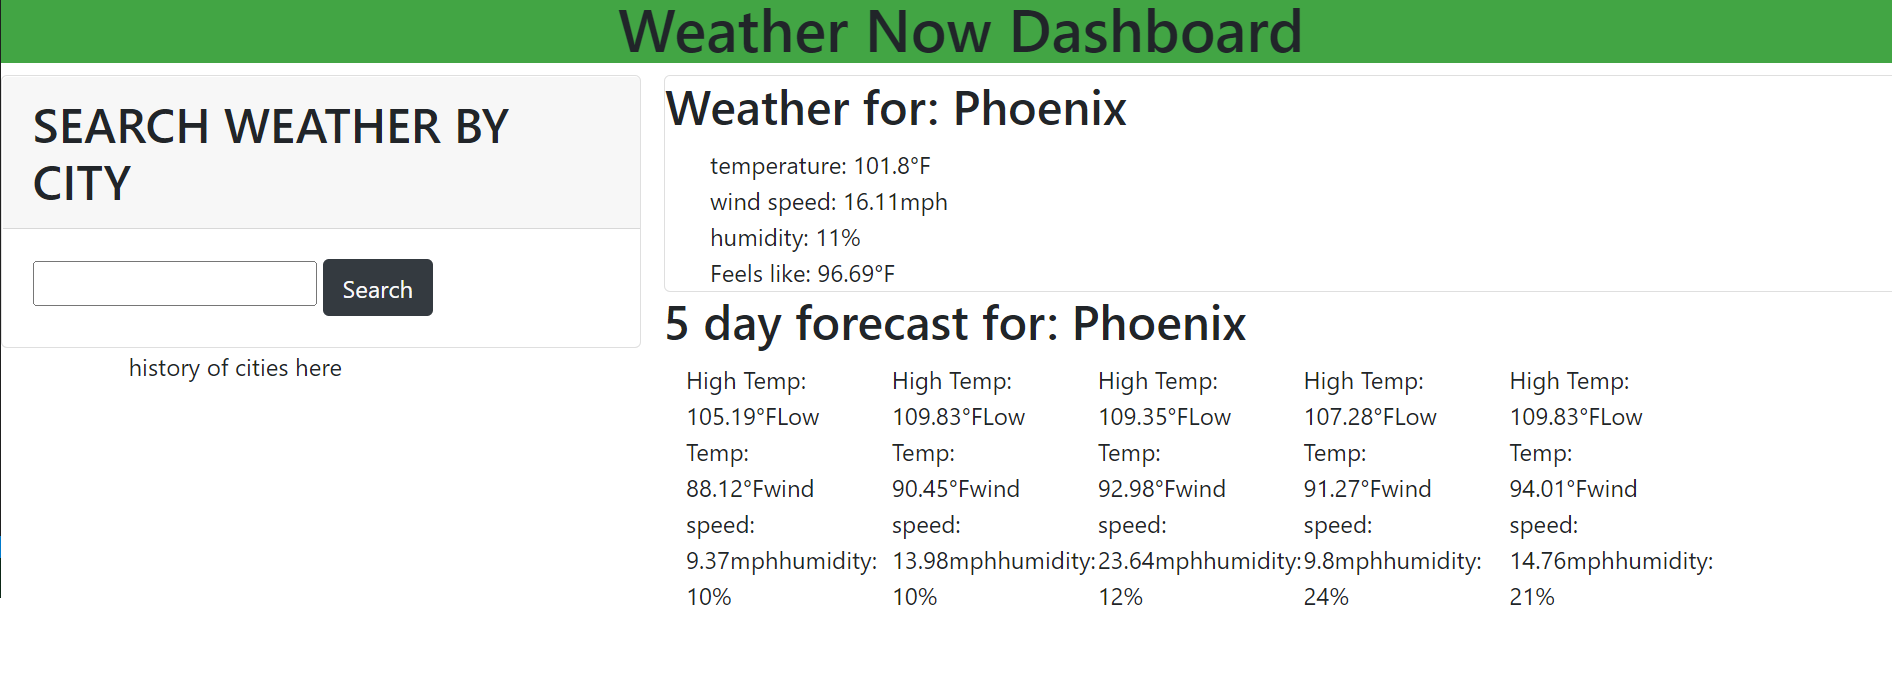 Weather Now Dashboard
SEARCH WEATHER BY
CITY
Search
history of cities here
Weather for: Phoenix
temperature: 101.8°F
wind speed: 16.11mph
humidity: 11%
Feels like: 96.69°F
5 day forecast for: Phoenix
High Temp:
105.19°FLow
Temp:
88.12°Fwind
speed:
9.37mphhumidity:
10%
High Temp:
109.83°FLow
Temp:
90.45°Fwind
speed:
13.98mphhumidity:
10%
High Temp:
109.35°FLow
Temp:
92.98°Fwind
speed:
23.64mphhumidity:
12%
High Temp:
107.28°FLow
Temp:
91.27°Fwind
speed:
9.8mphhumidity:
24%
High Temp:
109.83°FLow
Temp:
94.01°Fwind
speed:
14.76mphhumidity:
21%